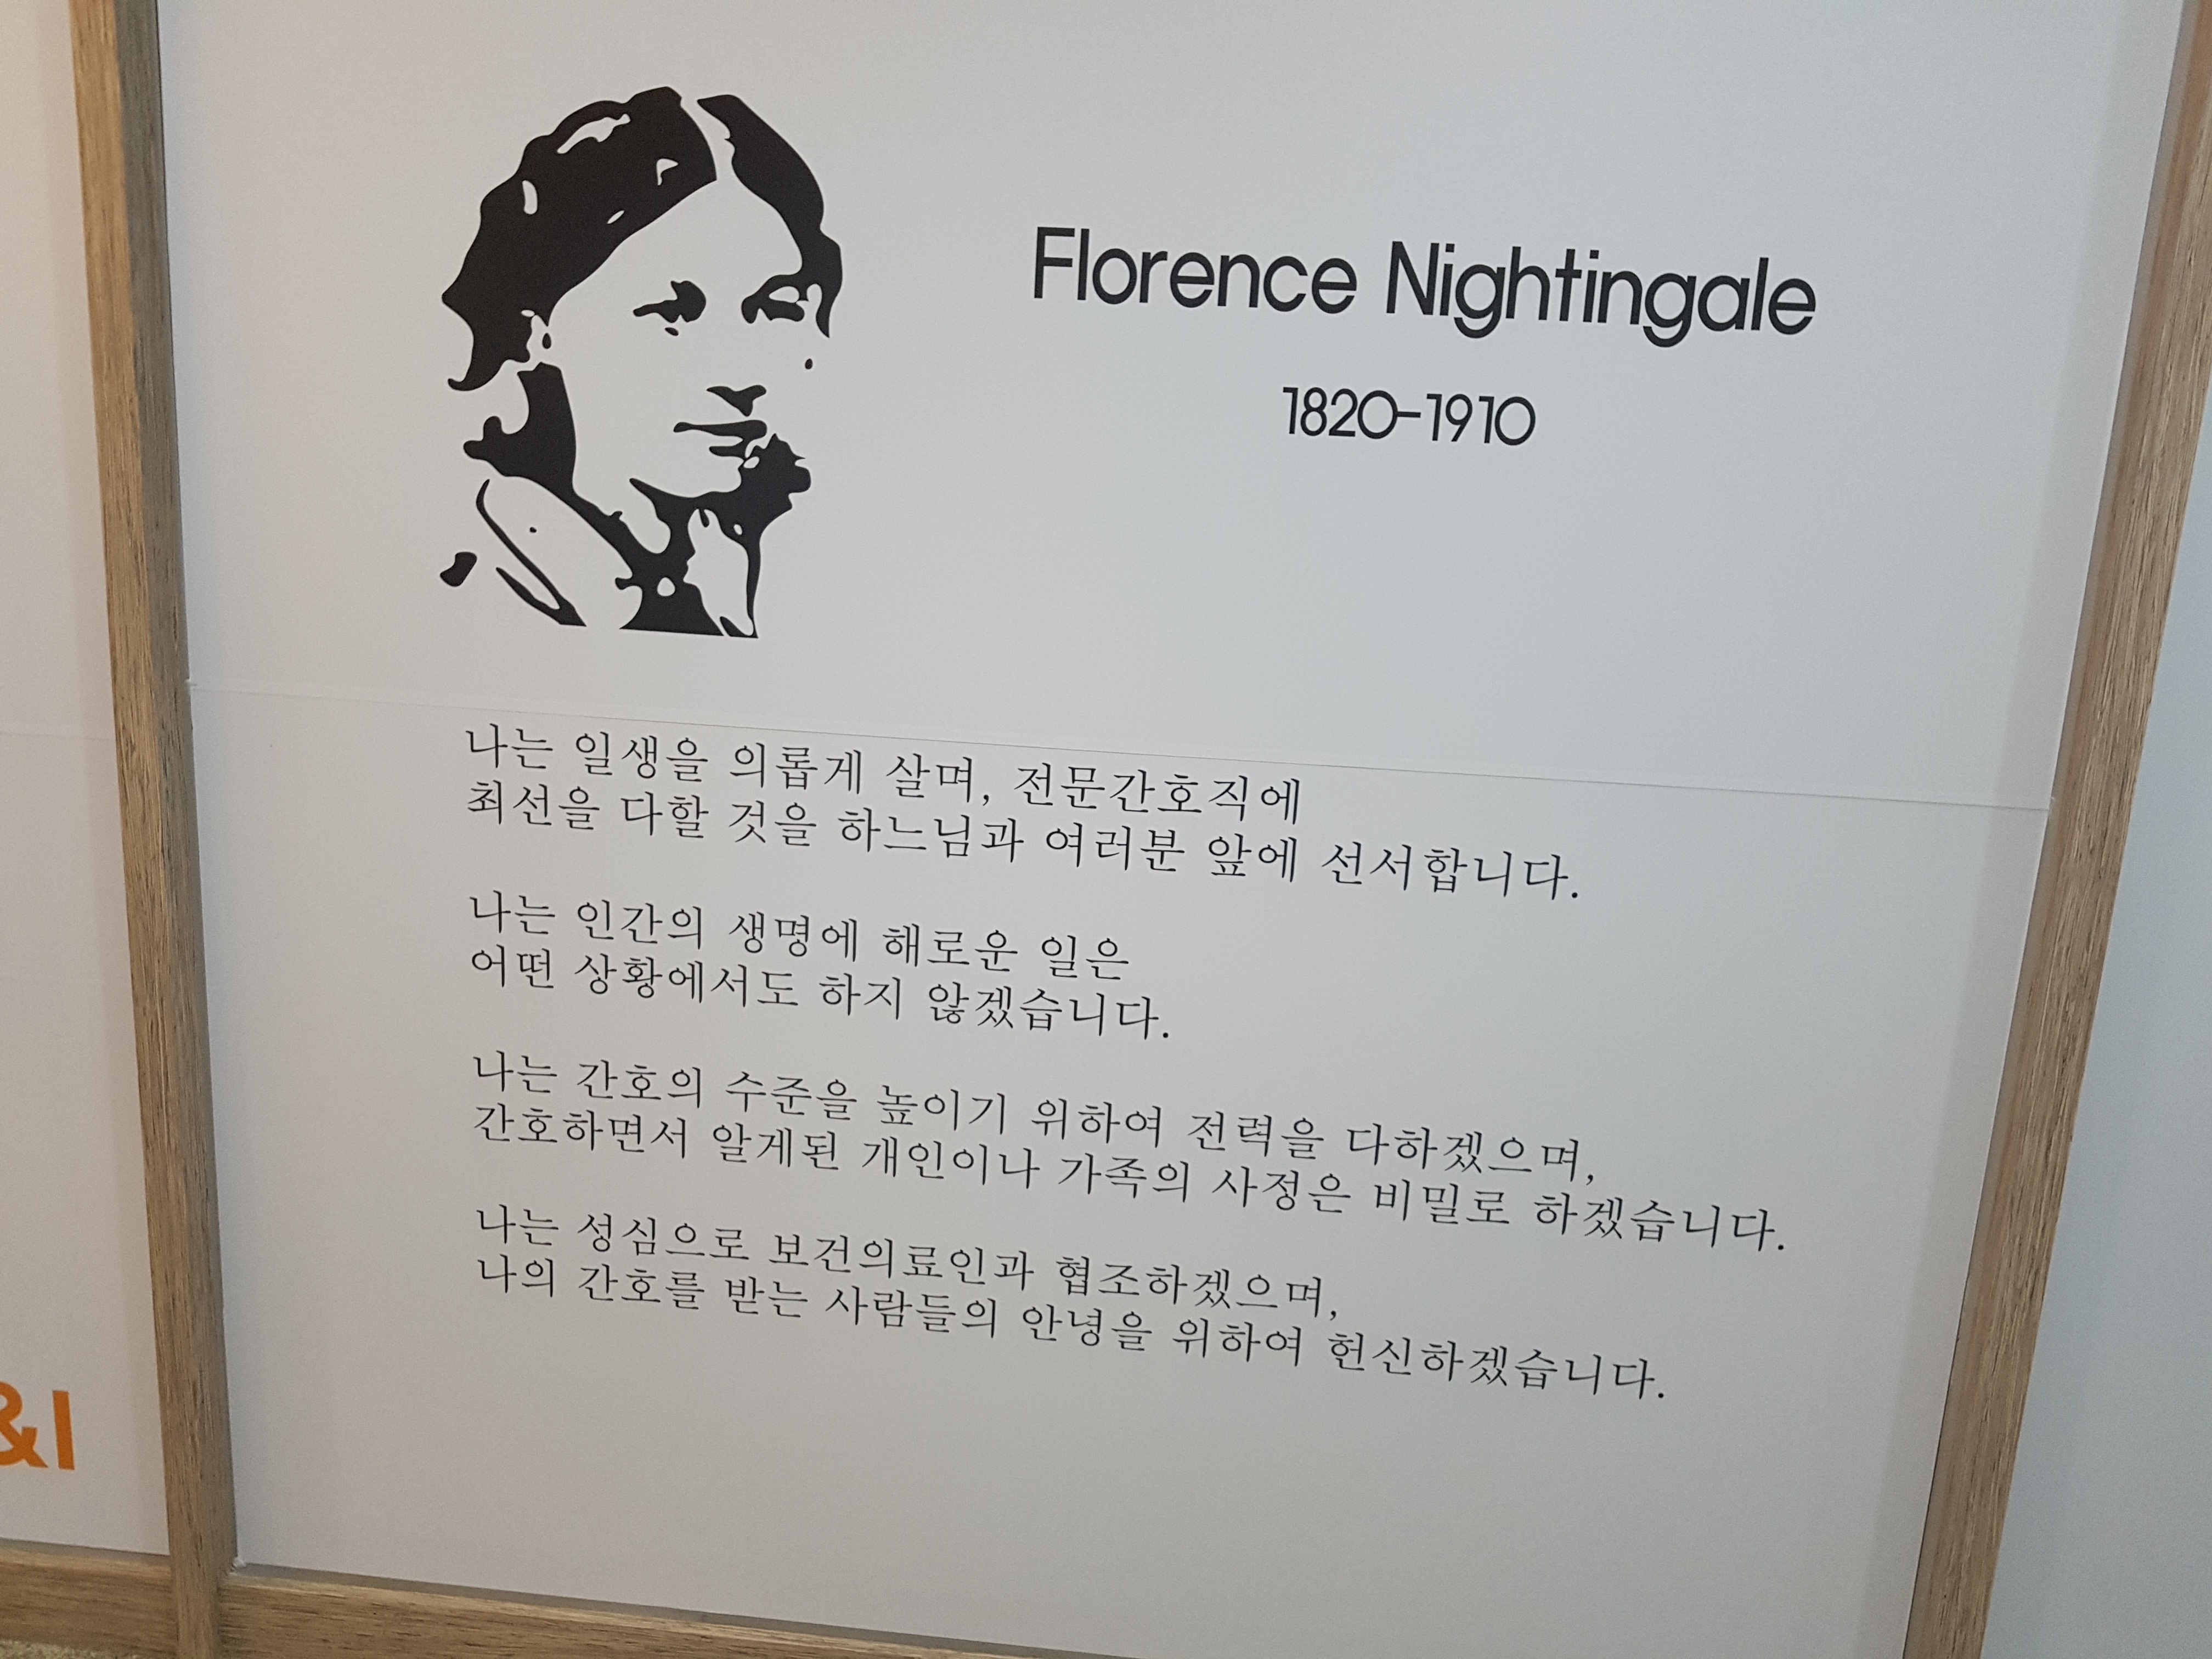 Florence Nightingale
1820-1910
나는 일생을 의롭게 살며, 전문간호직에
최선을 다할 것을 하느님과 여러분 앞에 선서합니다.
나는 인간의 생명에 해로운 일은
어떤 상황에서도 하지 않겠습니다.
나는 간호의 수준을 높이기 위하여 전력을 다하겠으며,
간호하면서 알게된 개인이나 가족의 사정은 비밀로 하겠습니다.
나는 성심으로 보건의료인과 협조하겠으며,
나의 간호를 받는 사람들의 안녕을 위하여 헌신하겠습니다.
&I